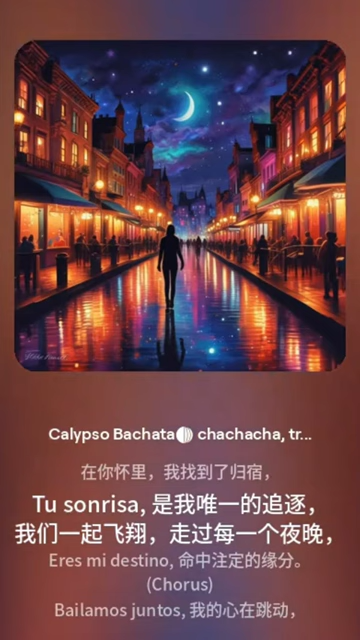 Calypso Bachata chachacha, tr...
在你怀里，我找到了归宿，
Tu sonrisa, 是我唯一的追逐，
我们一起飞翔，走过每一个夜晚，
Eres mi destino, 命中注定的缘分。
(Chorus)
Bailamos juntos, 我的心在跳动，